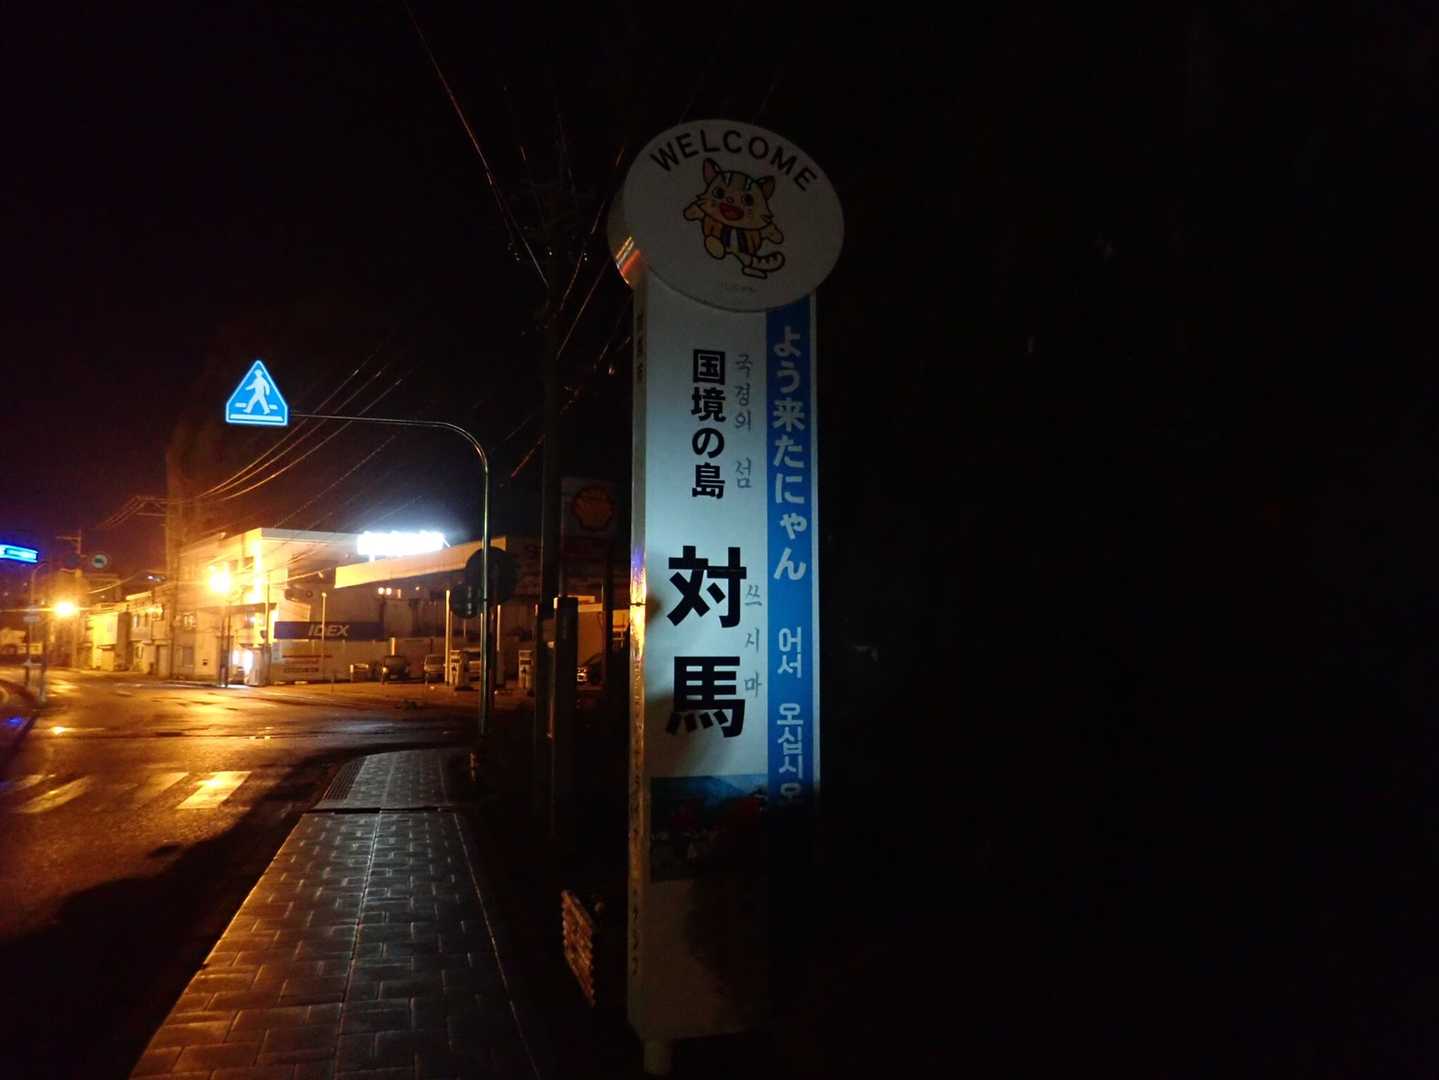 WELCOME
国境の島
국경의 섬
対馬
쓰시마
よう来たにゃん
어서 오십시오
IDEX